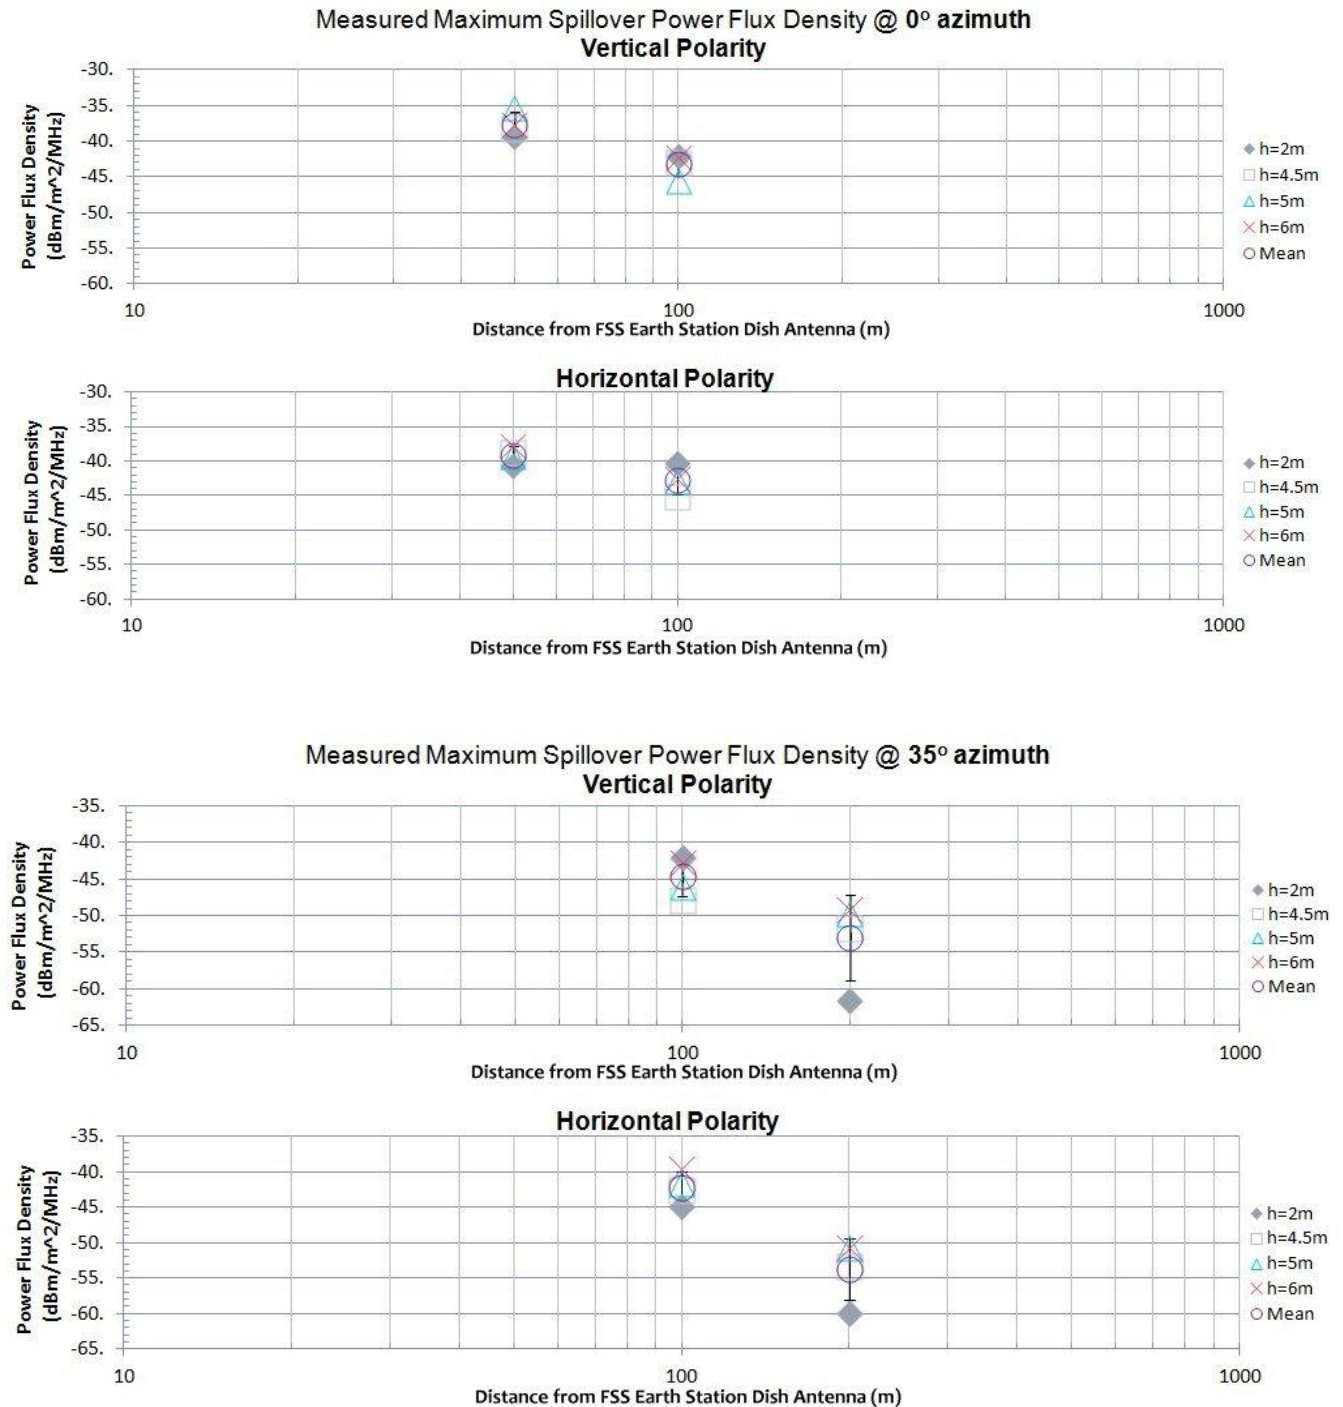 Measured Maximum Spillover Power Flux Density @ 0º azimuth
Vertical Polarity
Power Flux Density
(dBm/m^2/MHz)
-30.
-35.
-40.
-45.
-50.
-55.
-60.
10
100
1000
Distance from FSS Earth Station Dish Antenna (m)
h=2m
h=4.5m
h=5m
h=6m
Mean
Horizontal Polarity
Power Flux Density
(dBm/m^2/MHz)
-30.
-35.
-40.
-45.
-50.
-55.
-60.
10
100
1000
Distance from FSS Earth Station Dish Antenna (m)
h=2m
h=4.5m
h=5m
h=6m
Mean
Measured Maximum Spillover Power Flux Density @ 35º azimuth
Vertical Polarity
Power Flux Density
(dBm/m^2/MHz)
-35.
-40.
-45.
-50.
-55.
-60.
-65.
10
100
1000
Distance from FSS Earth Station Dish Antenna (m)
h=2m
h=4.5m
h=5m
h=6m
Mean
Horizontal Polarity
Power Flux Density
(dBm/m^2/MHz)
-35.
-40.
-45.
-50.
-55.
-60.
-65.
10
100
1000
Distance from FSS Earth Station Dish Antenna (m)
h=2m
h=4.5m
h=5m
h=6m
Mean